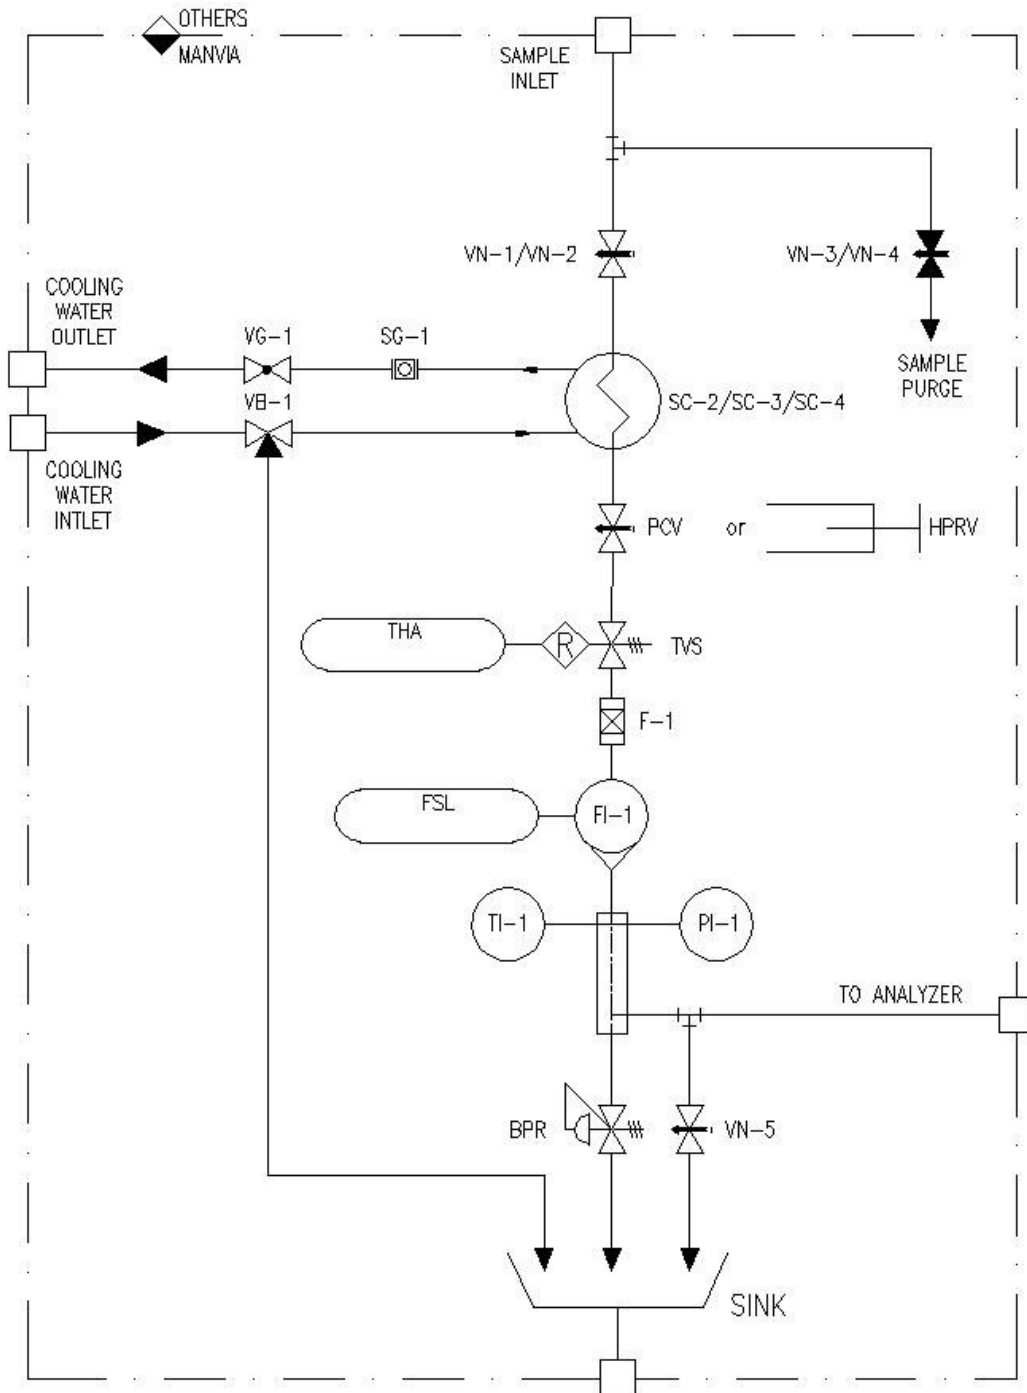 OTHERS
MANVIA
SAMPLE
INLET
VN-1/VN-2
VN-3/VN-4
COOLING
WATER
OUTLET
VG-1
SG-1
SAMPLE
PURGE
VB-1
SC-2/SC-3/SC-4
COOLING
WATER
INTLET
PCV
or
HPRV
THA
R
TVS
F-1
FSL
FI-1
TI-1
PI-1
TO ANALYZER
BPR
VN-5
SINK